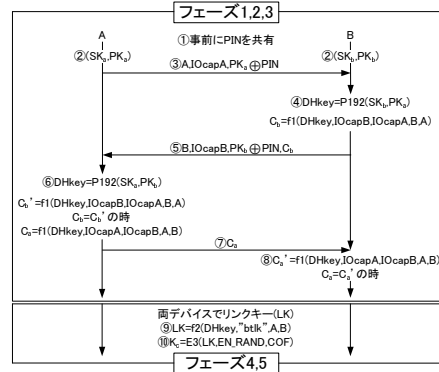 フェーズ1,2,3
A
B
①事前にPINを共有
②(SKa,PKa)
②(SKb,PKb)
③A,IOcapA,PKa⊕PIN
④DHkey=P192(SKb,PKa)
Cb=f1(DHkey,IOcapB,IOcapA,B,A)
⑤B,IOcapB,PKb⊕PIN,Cb
⑥DHkey=P192(SKa,PKb)
Cb'=f1(DHkey,IOcapB,IOcapA,B,A)
Cb=Cb'の時
Ca=f1(DHkey,IOcapA,IOcapB,A,B)
⑦Ca
⑧Ca'=f1(DHkey,IOcapA,IOcapB,A,B)
Ca=Ca'の時
両デバイスでリンクキー(LK)
⑨LK=f2(DHkey,"btlk",A,B)
⑩Kc=E3(LK,EN_RAND,COF)
フェーズ4,5